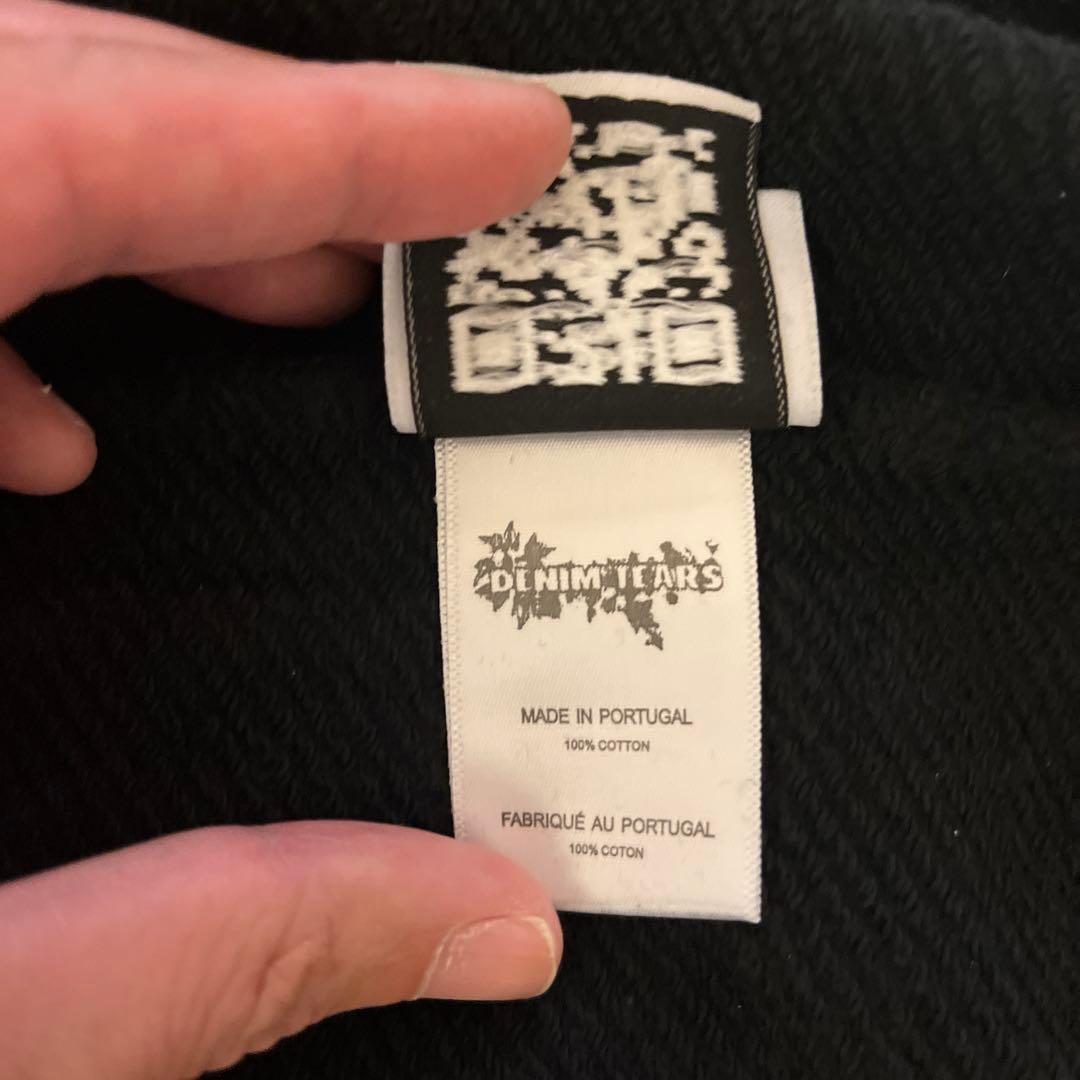 DENIM TEARS
MADE IN PORTUGAL
100% COTTON
FABRIQUÉ AU PORTUGAL
100% COTON